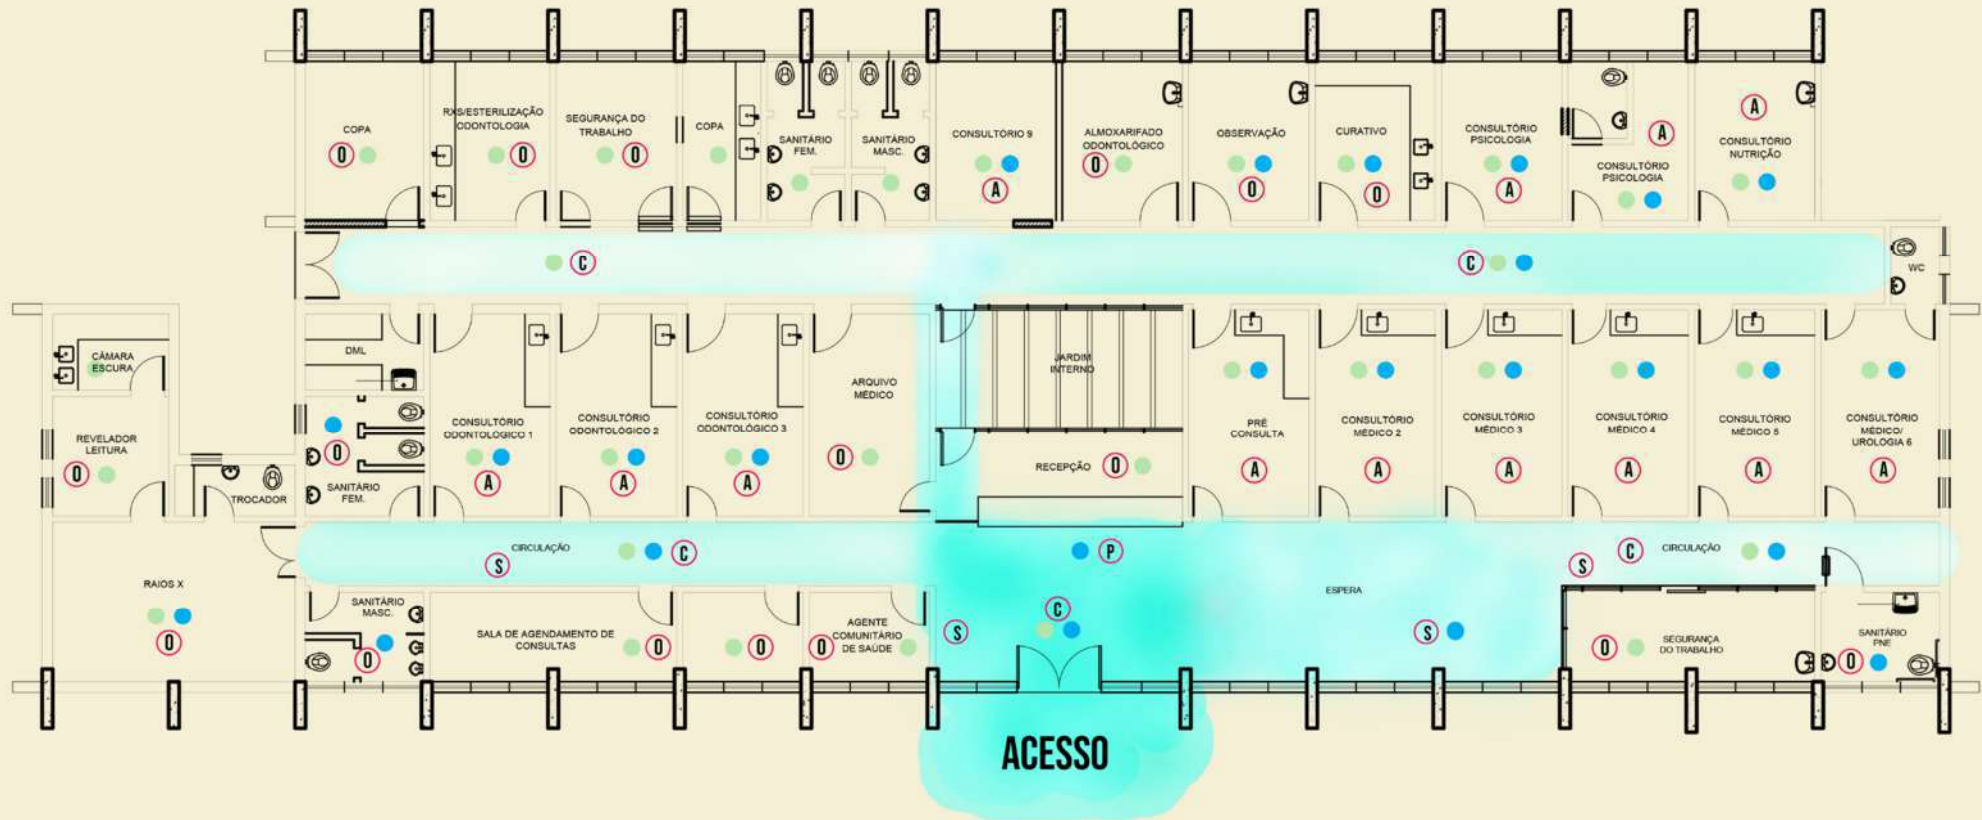 COPA
O
RXS/ESTERILIZAÇÃO
ODONTOLOGIA
O
SEGURANÇA DO
TRABALHO
O
COPA
SANITÁRIO
FEM.
SANITÁRIO
MASC.
CONSULTÓRIO 9
A
ALMOXARIFADO
ODONTOLÓGICO
O
OBSERVAÇÃO
O
CURATIVO
O
CONSULTÓRIO
PSICOLOGIA
A
A
CONSULTÓRIO
PSICOLOGIA
A
CONSULTÓRIO
NUTRIÇÃO
C
C
WC
CÂMARA
ESCURA
REVELADOR
LEITURA
O
TROCADOR
DML
O
SANITÁRIO
FEM.
CONSULTÓRIO
ODONTOLÓGICO 1
A
CONSULTÓRIO
ODONTOLÓGICO 2
A
CONSULTÓRIO
ODONTOLÓGICO 3
A
ARQUIVO
MÉDICO
O
JARDIM
INTERNO
RECEPÇÃO
O
PRÉ
CONSULTA
A
CONSULTÓRIO
MÉDICO 2
A
CONSULTÓRIO
MÉDICO 3
A
CONSULTÓRIO
MÉDICO 4
A
CONSULTÓRIO
MÉDICO 5
A
CONSULTÓRIO
MÉDICO/
UROLOGIA 6
A
CIRCULAÇÃO
S
C
P
C
S
ESPERA
S
S
C
CIRCULAÇÃO
RAIOS X
O
SANITÁRIO
MASC.
O
SALA DE AGENDAMENTO DE
CONSULTAS
O
O
AGENTE
COMUNITÁRIO
DE SAÚDE
O
O
SEGURANÇA
DO TRABALHO
SANITÁRIO
PNE
O
ACESSO